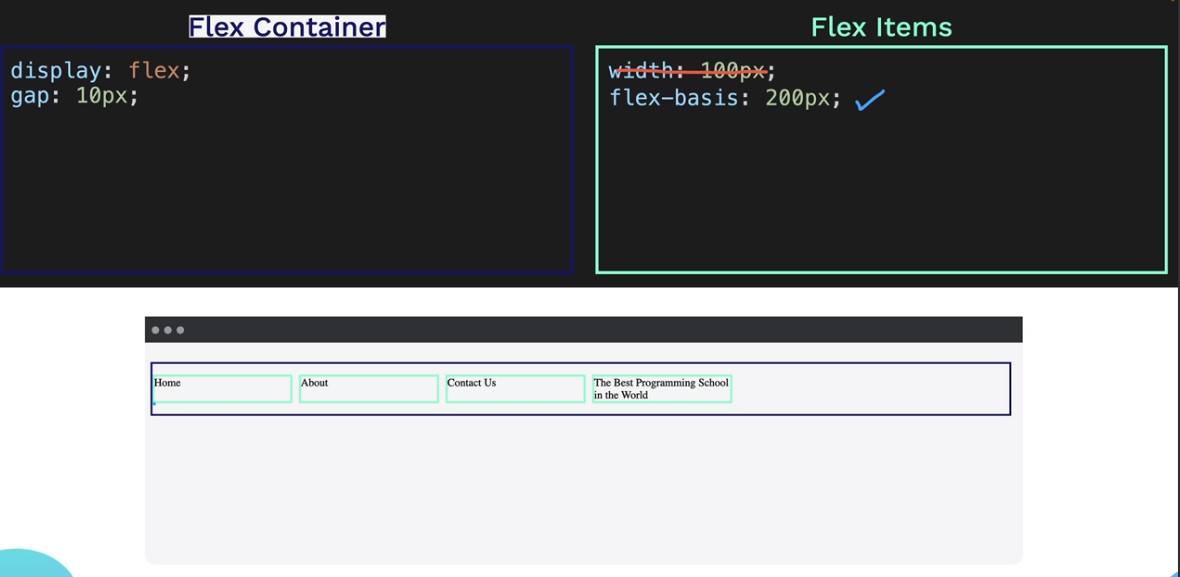 Flex Container
Flex Items
display: flex;
gap: 10px;
width: 100px;
flex-basis: 200px;
Home
About
Contact Us
The Best Programming School
in the World